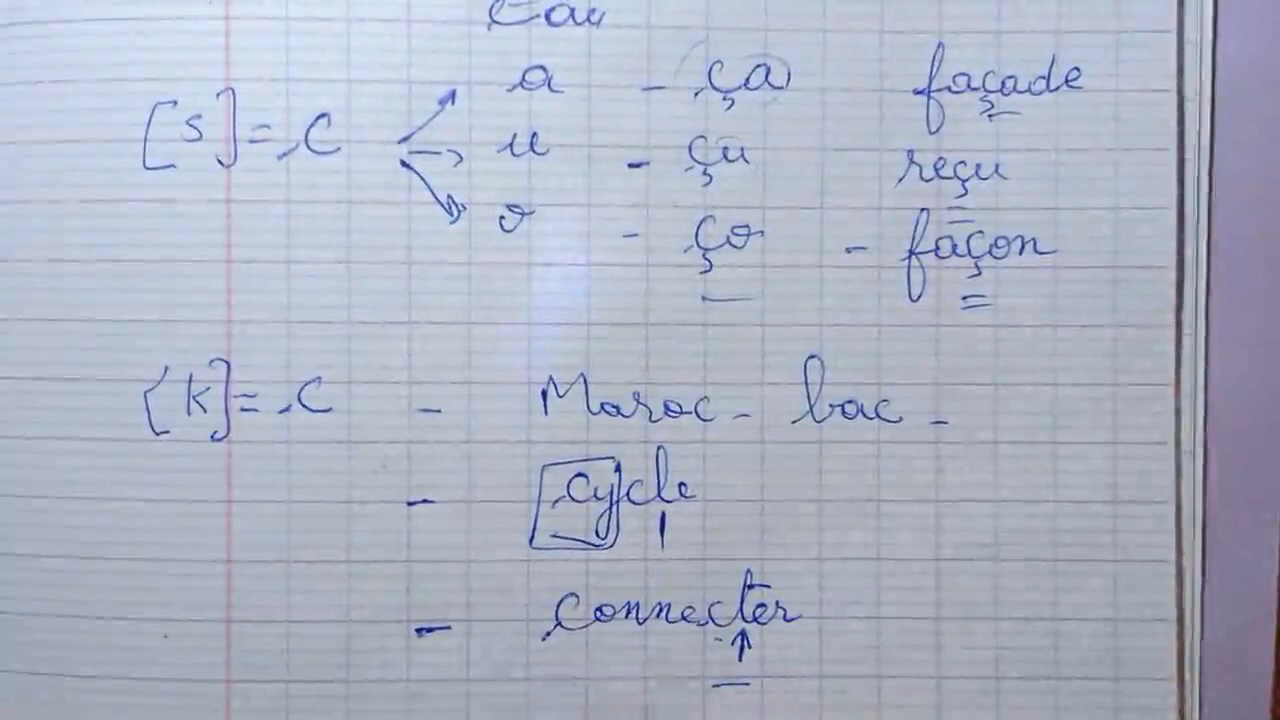 a - ça façade
[s] = c u - çu reçu
o - ço - façon
[K] = c - Maroc - bac -
- cycle
- connecter